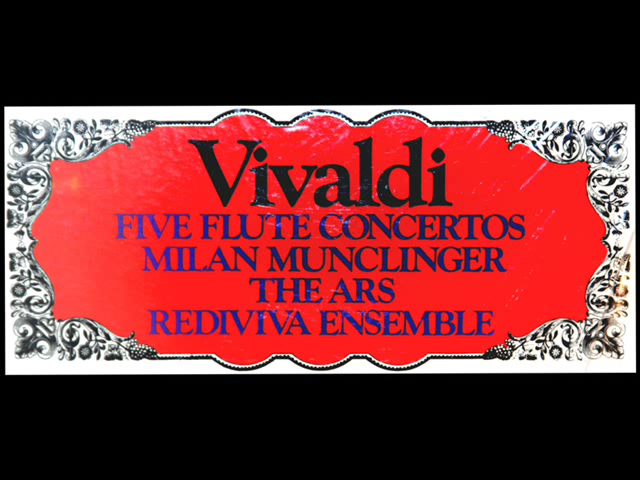 Vivaldi
FIVE FLUTE CONCERTOS
MILAN MUNCLINGER
THE ARS
REDIVIVA ENSEMBLE